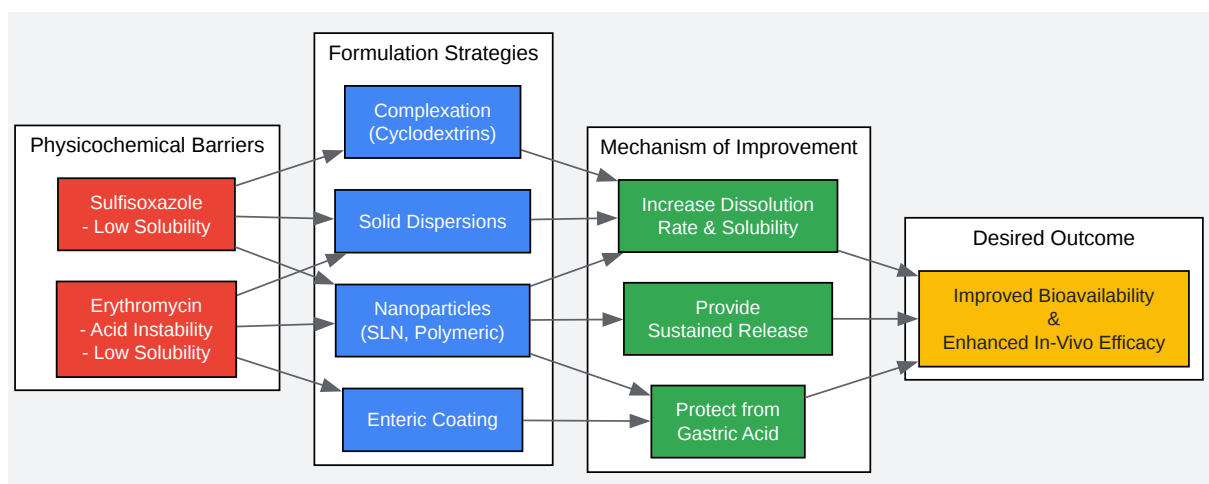 Physicochemical Barriers
Sulfisoxazole
- Low Solubility
Erythromycin
- Acid Instability
- Low Solubility
Formulation Strategies
Complexation
(Cyclodextrins)
Solid Dispersions
Nanoparticles
(SLN, Polymeric)
Enteric Coating
Mechanism of Improvement
Increase Dissolution
Rate & Solubility
Provide
Sustained Release
Protect from
Gastric Acid
Desired Outcome
Improved Bioavailability
&
Enhanced In-Vivo Efficacy